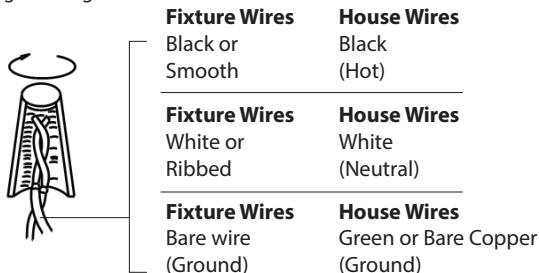 Fixture Wires House Wires
Black or Black
Smooth (Hot)
Fixture Wires House Wires
White or White
Ribbed (Neutral)
Fixture Wires House Wires
Bare wire Green or Bare Copper
(Ground) (Ground)